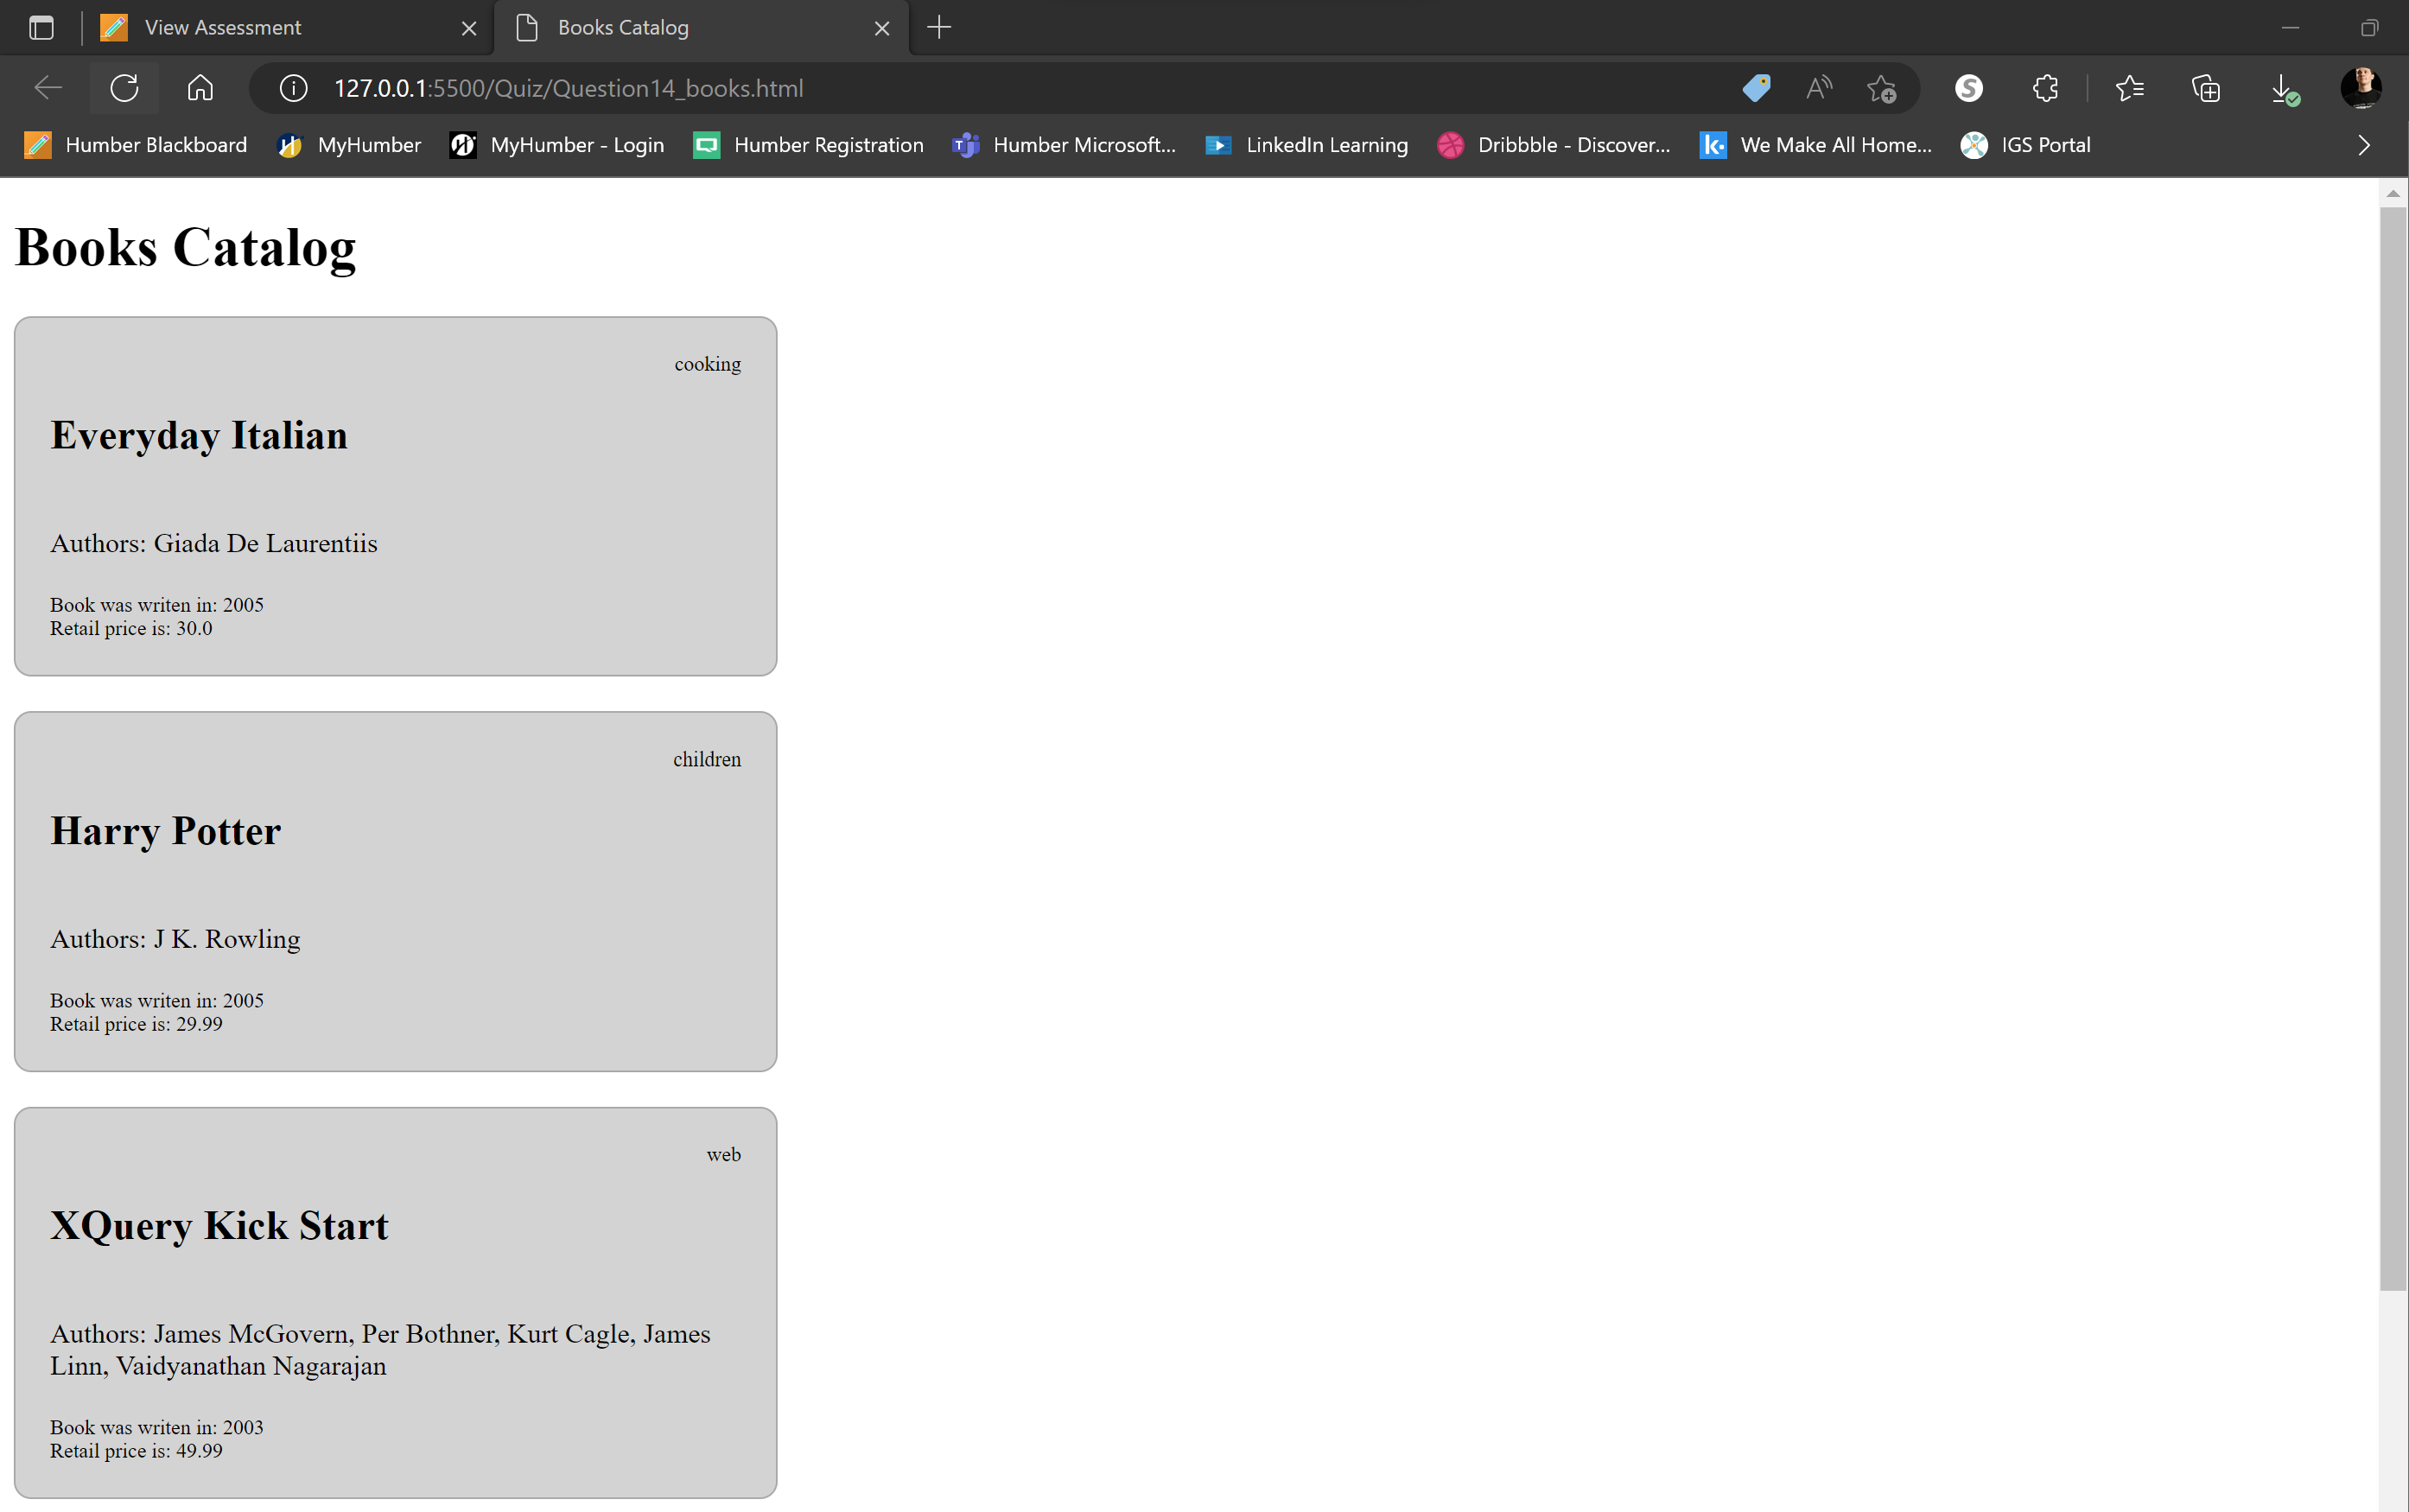 View Assessment
Books Catalog
127.0.0.1:5500/Quiz/Question14_books.html
Humber Blackboard
MyHumber
MyHumber - Login
Humber Registration
Humber Microsoft...
LinkedIn Learning
Dribbble - Discover...
We Make All Home...
IGS Portal
Books Catalog
cooking
Everyday Italian
Authors: Giada De Laurentiis
Book was writen in: 2005
Retail price is: 30.0
children
Harry Potter
Authors: J K. Rowling
Book was writen in: 2005
Retail price is: 29.99
web
XQuery Kick Start
Authors: James McGovern, Per Bothner, Kurt Cagle, James
Linn, Vaidyanathan Nagarajan
Book was writen in: 2003
Retail price is: 49.99